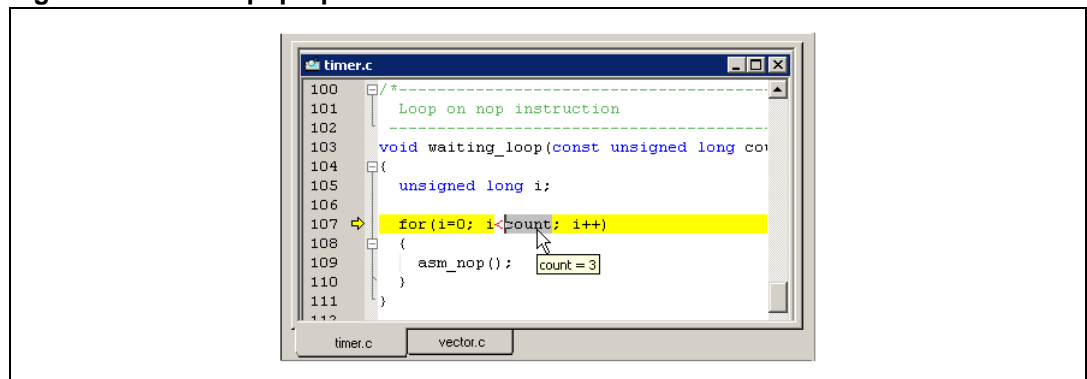 timer.c
100 /*-----------------------------------------
101 Loop on nop instruction
102 -----------------------------------------
103 void waiting_loop(const unsigned long cou
104 {
105 unsigned long i;
106
107 for(i=0; i<count; i++)
108 {
109 asm_nop();
count = 3
110 }
111 }
timer.c vector.c